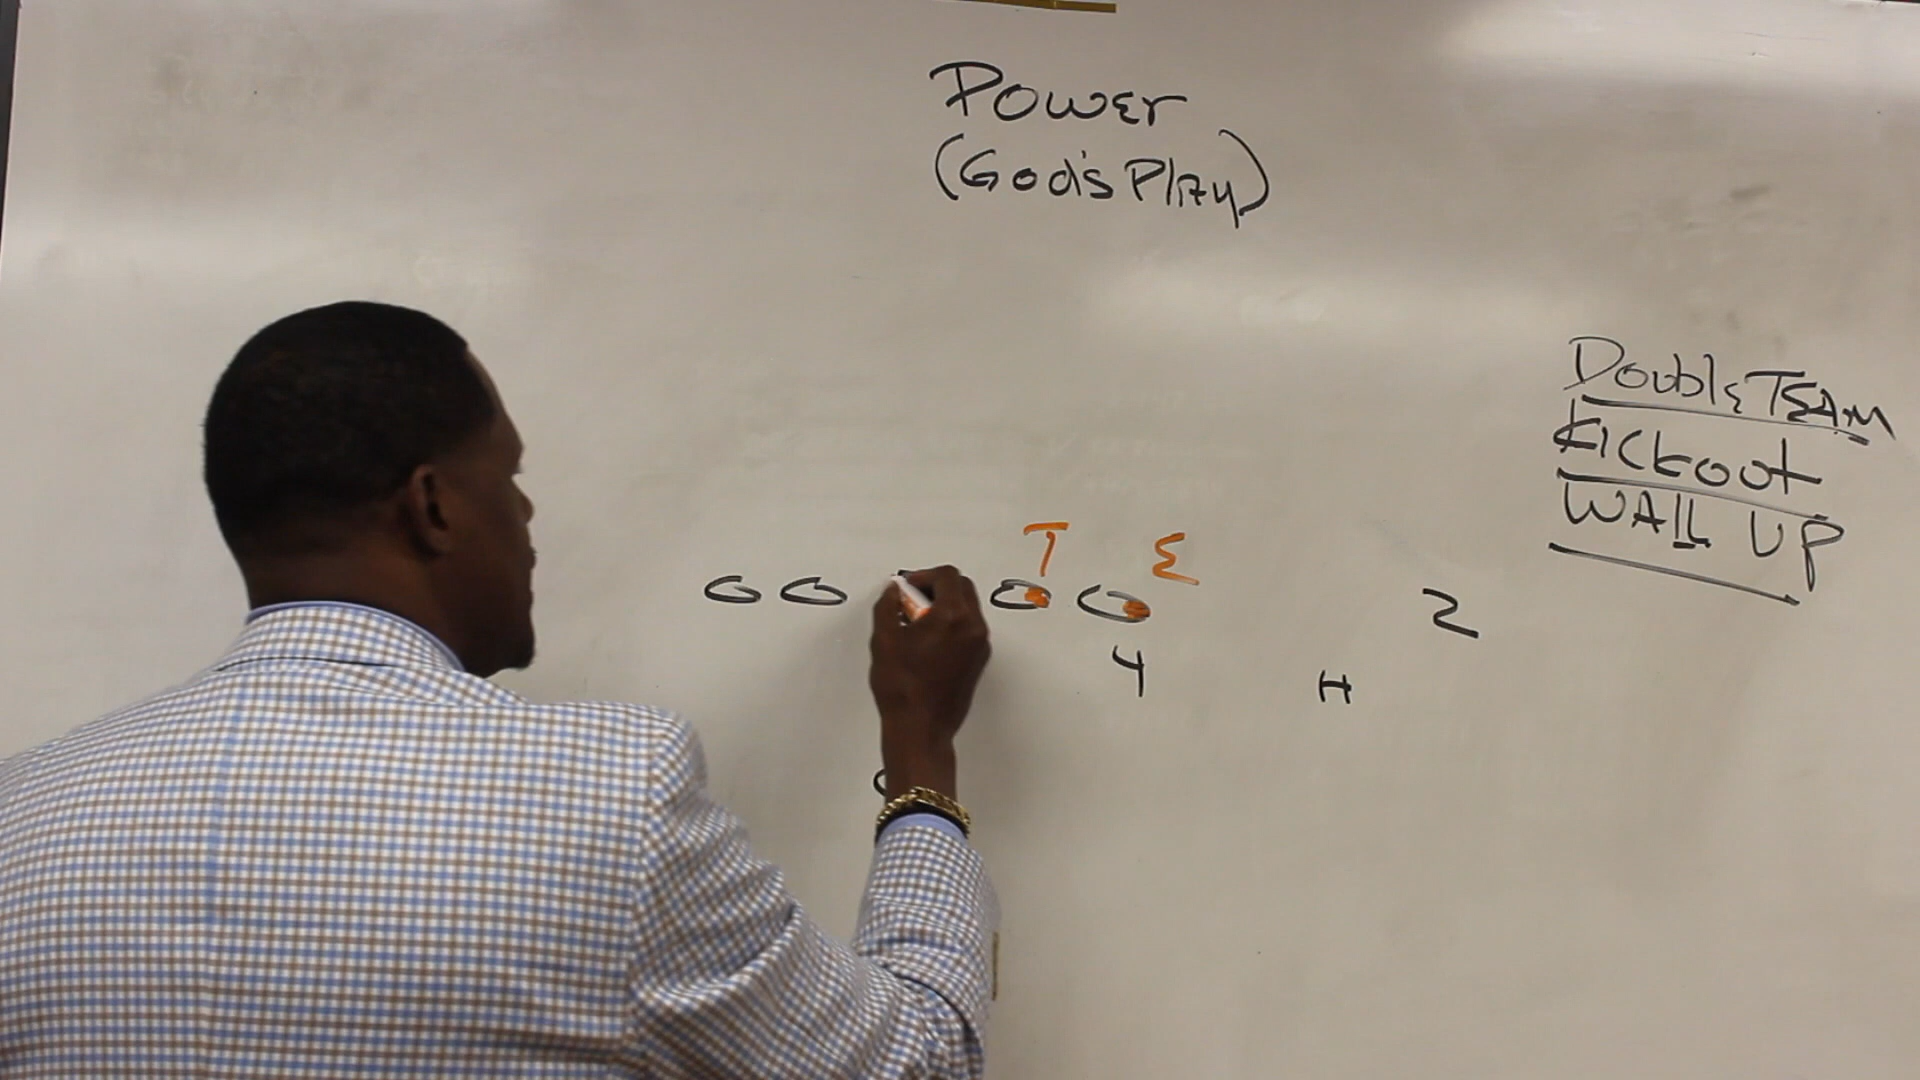 Power
(God's Play)
Double TEAM
Kickout
WALL UP
T E
O O O O 2
4 H